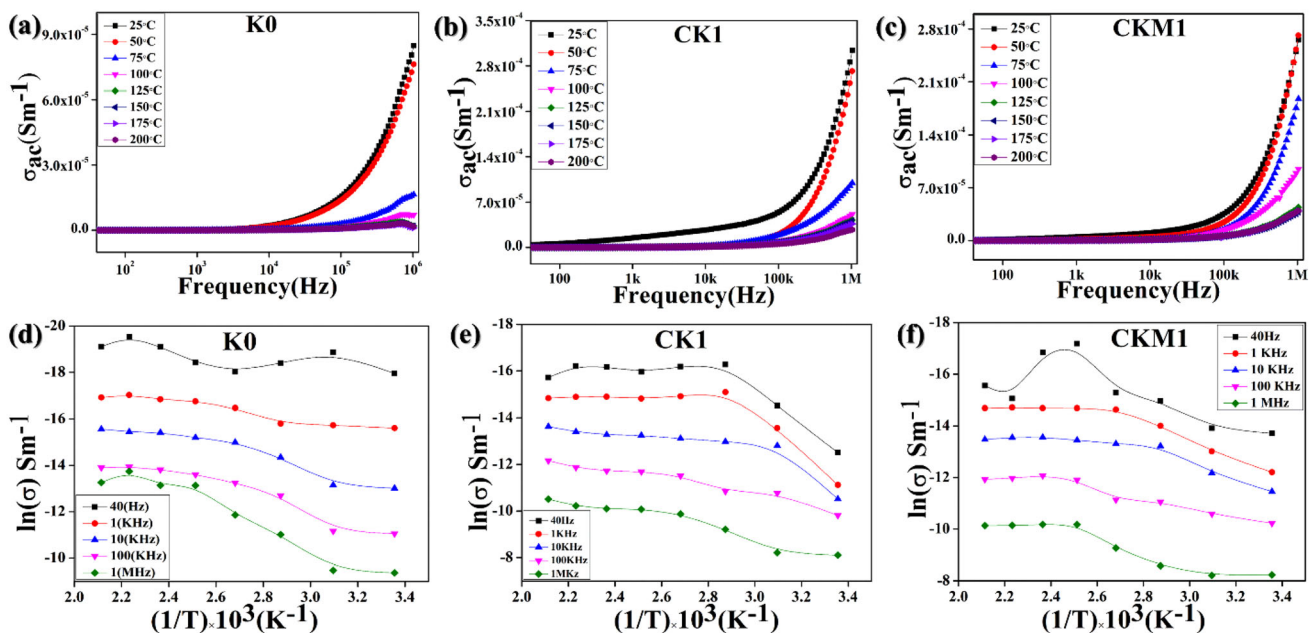 (a)
K0
25°C
50°C
75°C
100°C
125°C
150°C
175°C
200°C
9.0x10⁻⁵
6.0x10⁻⁵
3.0x10⁻⁵
0.0
σac(Sm⁻¹)
10² 10³ 10⁴ 10⁵ 10⁶
Frequency(Hz)
(b)
CK1
25°C
50°C
75°C
100°C
125°C
150°C
175°C
200°C
3.5x10⁻⁴
2.8x10⁻⁴
2.1x10⁻⁴
1.4x10⁻⁴
7.0x10⁻⁵
0.0
σac(Sm⁻¹)
100 1k 10k 100k 1M
Frequency(Hz)
(c)
CKM1
25°C
50°C
75°C
100°C
125°C
150°C
175°C
200°C
2.8x10⁻⁴
2.1x10⁻⁴
1.4x10⁻⁴
7.0x10⁻⁵
0.0
σac(Sm⁻¹)
100 1k 10k 100k 1M
Frequency(Hz)
(d)
K0
-20
-18
-16
-14
-12
-10
ln(σ) Sm⁻¹
40(Hz)
1(KHz)
10(KHz)
100(KHz)
1(MHz)
2.0 2.2 2.4 2.6 2.8 3.0 3.2 3.4
(1/T)×10³(K⁻¹)
(e)
CK1
-18
-16
-14
-12
-10
-8
ln(σ) Sm⁻¹
40Hz
1KHz
10KHz
100KHz
1MKz
2.0 2.2 2.4 2.6 2.8 3.0 3.2 3.4
(1/T)×10³(K⁻¹)
(f)
CKM1
40Hz
1 KHz
10 KHz
100 KHz
1 MHz
-18
-16
-14
-12
-10
-8
ln(σ) Sm⁻¹
2.0 2.2 2.4 2.6 2.8 3.0 3.2 3.4
(1/T)×10³(K⁻¹)